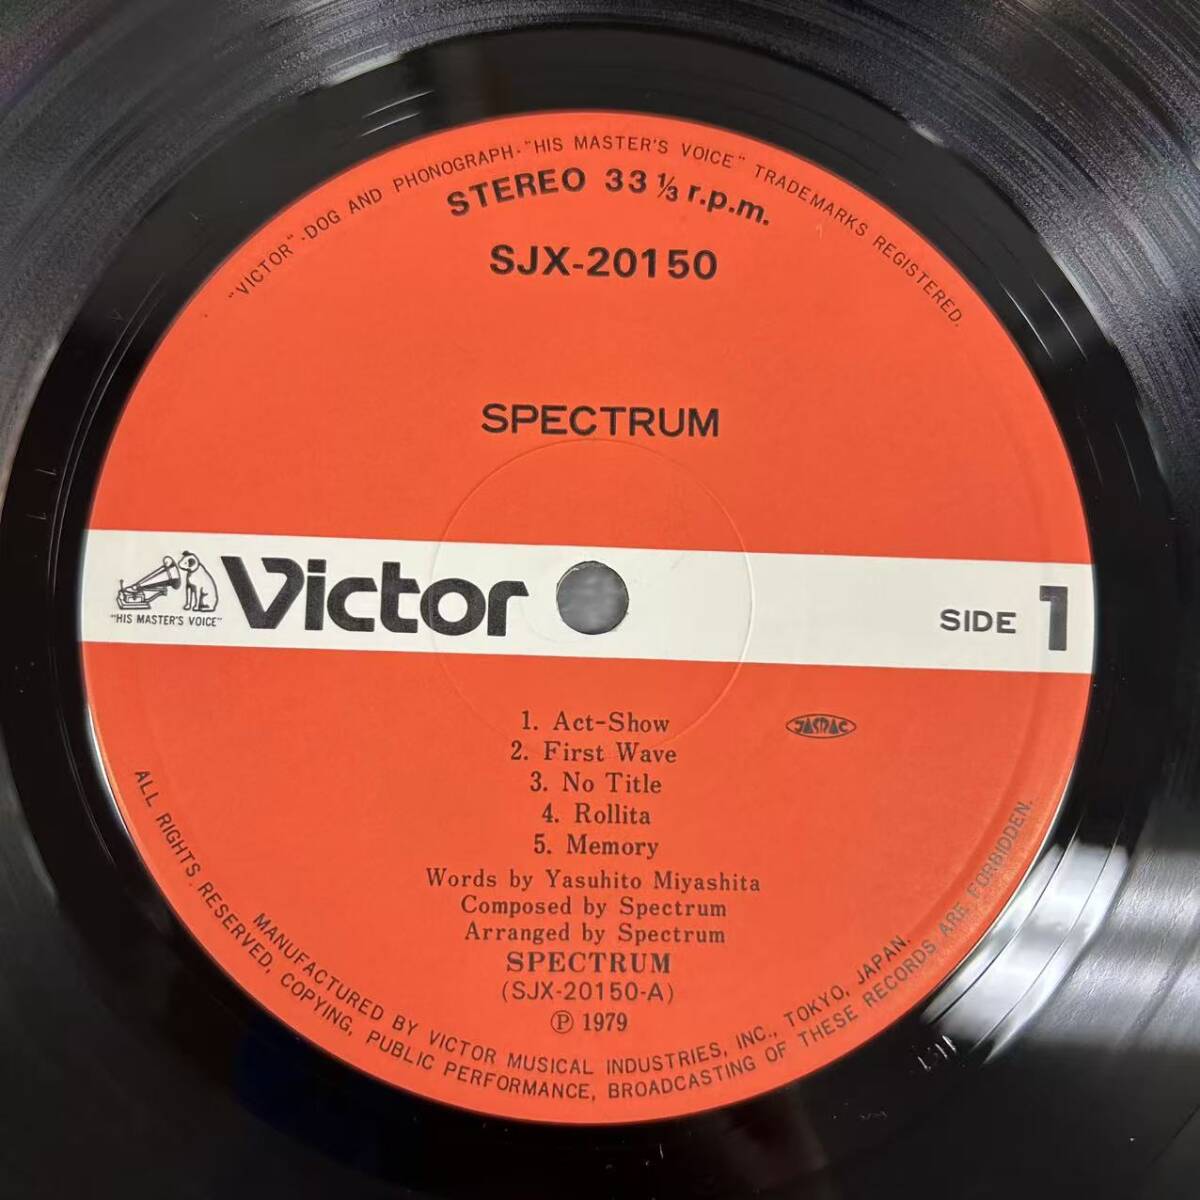 "VICTOR"·DOG AND PHONOGRAPH·"HIS MASTER'S VOICE" TRADEMARKS REGISTERED.
STEREO 33 ⅓ r.p.m.
SJX-20150
SPECTRUM
Victor
"HIS MASTER'S VOICE"
SIDE 1
1. Act-Show
JASRAC
2. First Wave
3. No Title
4. Rollita
5. Memory
Words by Yasuhito Miyashita
Composed by Spectrum
Arranged by Spectrum
SPECTRUM
(SJX-20150-A)
Ⓟ 1979
MANUFACTURED BY VICTOR MUSICAL INDUSTRIES, INC., TOKYO, JAPAN.
ALL RIGHTS RESERVED, COPYING, PUBLIC PERFORMANCE, BROADCASTING OF THESE RECORDS ARE FORBIDDEN.